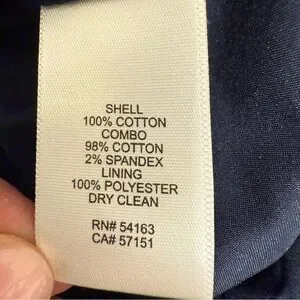 SHELL
100% COTTON
COMBO
98% COTTON
2% SPANDEX
LINING
100% POLYESTER
DRY CLEAN
RN# 54163
CA# 57151